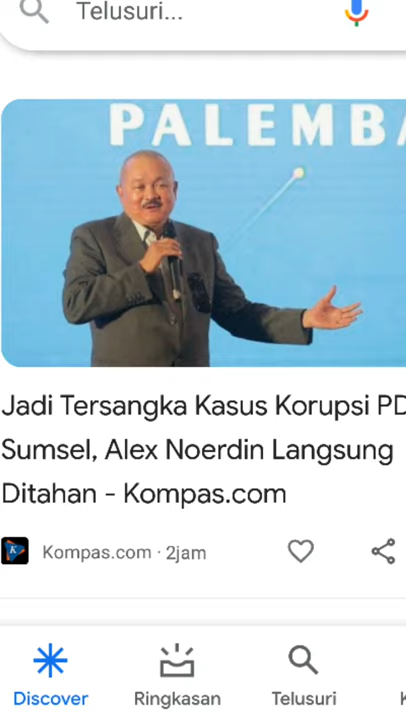 Telusuri...
PALEMBA
Jadi Tersangka Kasus Korupsi PD
Sumsel, Alex Noerdin Langsung
Ditahan - Kompas.com
K
Kompas.com · 2jam
Discover
Ringkasan
Telusuri
K